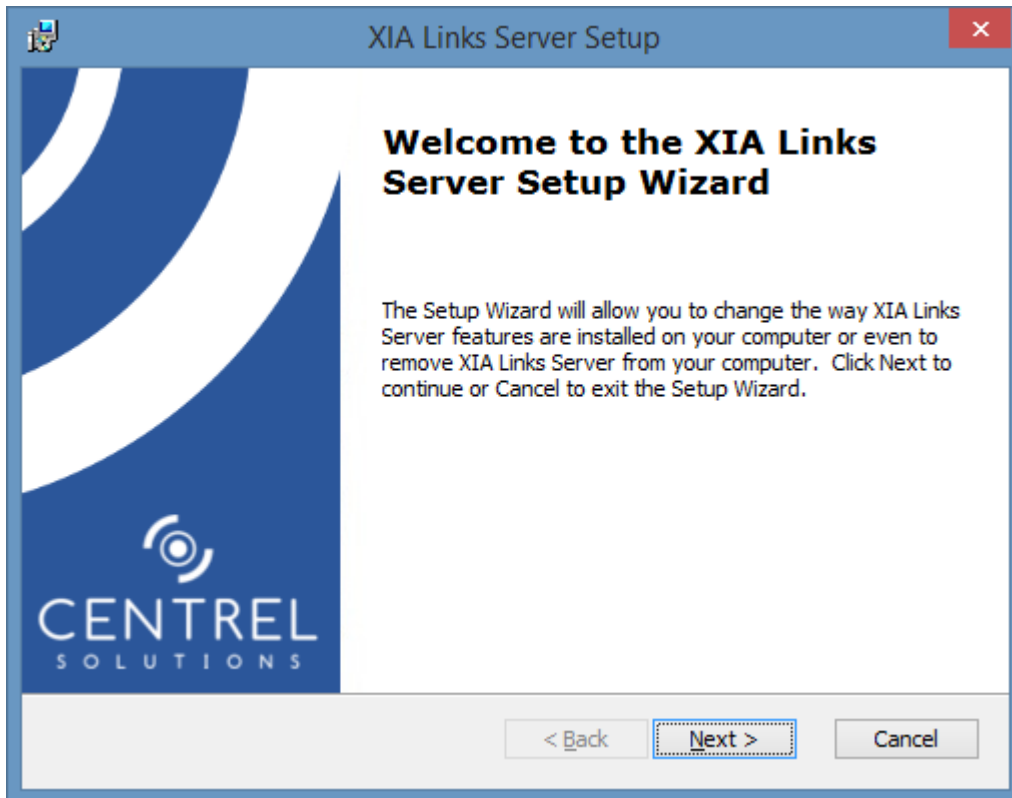 XIA Links Server Setup
Welcome to the XIA Links
Server Setup Wizard
The Setup Wizard will allow you to change the way XIA Links
Server features are installed on your computer or even to
remove XIA Links Server from your computer.  Click Next to
continue or Cancel to exit the Setup Wizard.
CENTREL
SOLUTIONS
< Back Next > Cancel